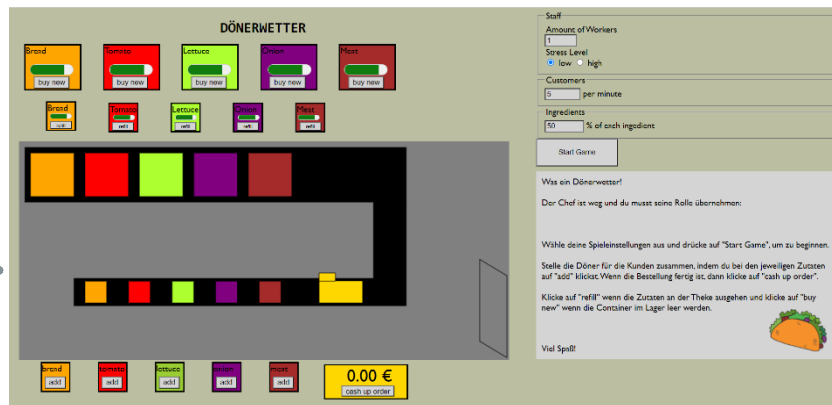 DÖNERWETTER
Bread Tomato Lettuce Onion Meat
buy new buy new buy new buy new buy new
Bread Tomato Lettuce Onion Meat
refill refill refill refill
bread tomato lettuce onion meat
add add add add add
0.00 €
cash up order
Staff
Amount of Workers
1
Stress Level
low high
Customers
5 per minute
Ingredients
50 % of each ingedient
Start Game
Was ein Dönerwetter!
Der Chef ist weg und du musst seine Rolle übernehmen:
Wähle deine Spieleinstellungen aus und drücke auf "Start Game", um zu beginnen.
Stelle die Döner für die Kunden zusammen, indem du bei den jeweiligen Zutaten
auf "add" klickst. Wenn die Bestellung fertig ist, dann klicke auf "cash up order".
Klicke auf "refill" wenn die Zutaten an der Theke ausgehen und klicke auf "buy
new" wenn die Container im Lager leer werden.
Viel Spaß!